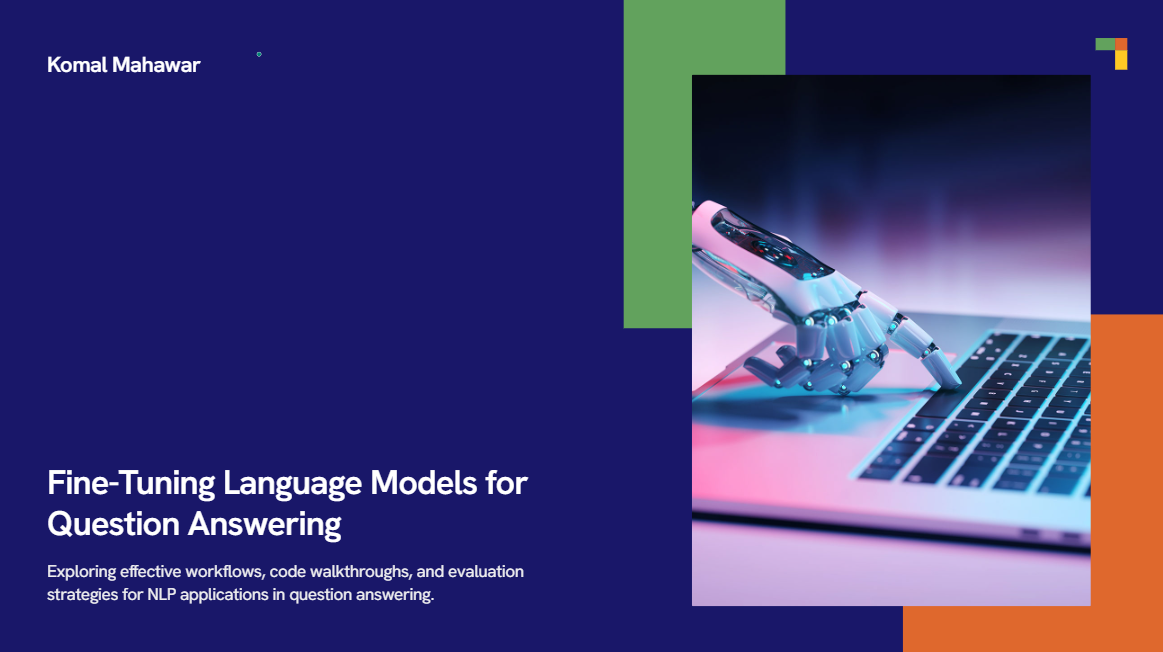 Komal Mahawar
Fine-Tuning Language Models for
Question Answering
Exploring effective workflows, code walkthroughs, and evaluation
strategies for NLP applications in question answering.